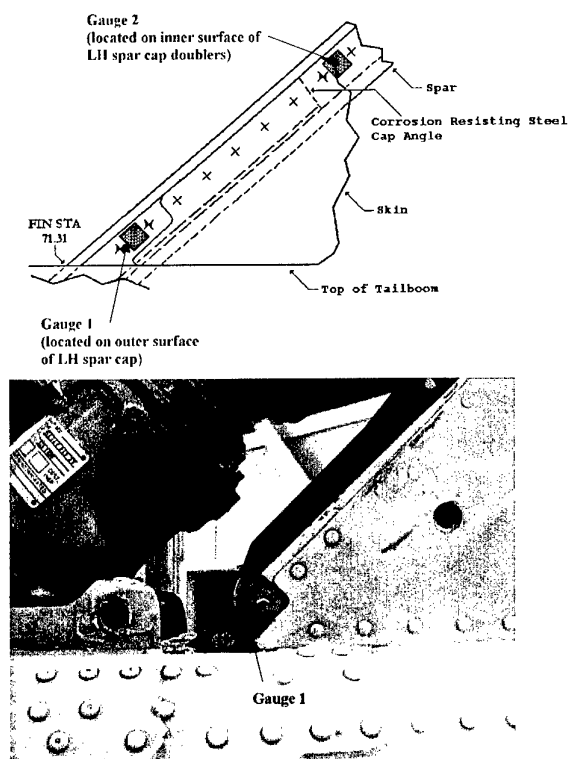 Gauge 2
(located on inner surface of
LH spar cap doublers)
Spar
Corrosion Resisting Steel
Cap Angle
FIN STA
71.31
Skin
Top of Tailboom
Gauge 1
(located on outer surface
of LH spar cap)
Gauge 1